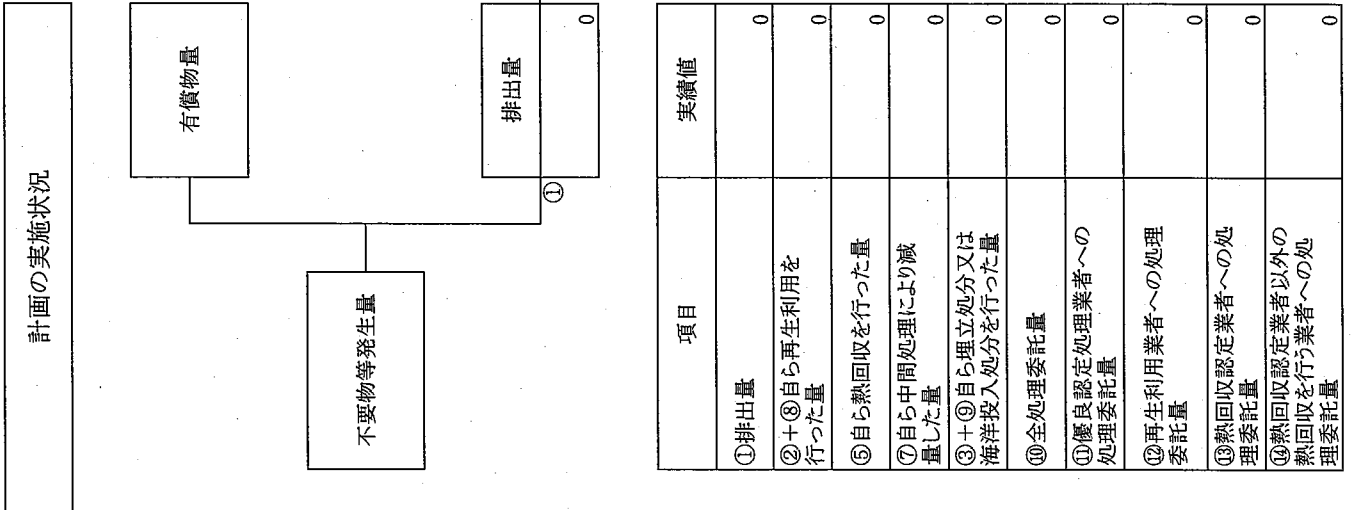 計画の実施状況
有償物量
不要物等発生量
①
排出量
0
項目
実績値
①排出量
0
②+⑧自ら再生利用を
行った量
0
⑤自ら熱回収を行った量
0
⑦自ら中間処理により減
量した量
0
③+⑨自ら埋立処分又は
海洋投入処分を行った量
0
⑩全処理委託量
0
⑪優良認定処理業者への
処理委託量
0
⑫再生利用業者への処理
委託量
0
⑬熱回収認定業者への処
理委託量
0
⑭熱回収認定業者以外の
熱回収を行う業者への処
理委託量
0